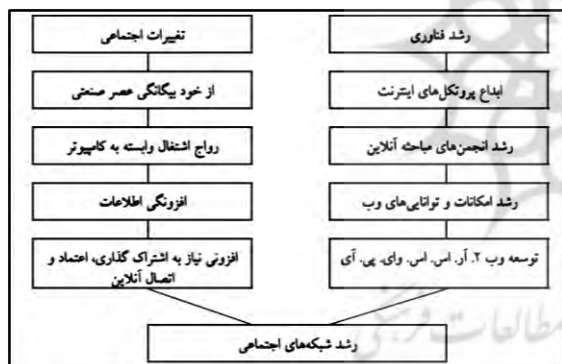 رشد فناوری
ابداع پروتکل‌های اینترنت
رشد انجمن‌های مباحثه آنلاین
رشد امکانات و توانایی‌های وب
توسعه وب ۲. آر. اس. اس. وای. پی. آی
تغییرات اجتماعی
از خود بیگانگی عصر صنعتی
رواج اشتغال وابسته به کامپیوتر
افزونگی اطلاعات
افزونی نیاز به اشتراک گذاری، اعتماد و
اتصال آنلاین
رشد شبکه‌های اجتماعی
مطالعات فرهنگی